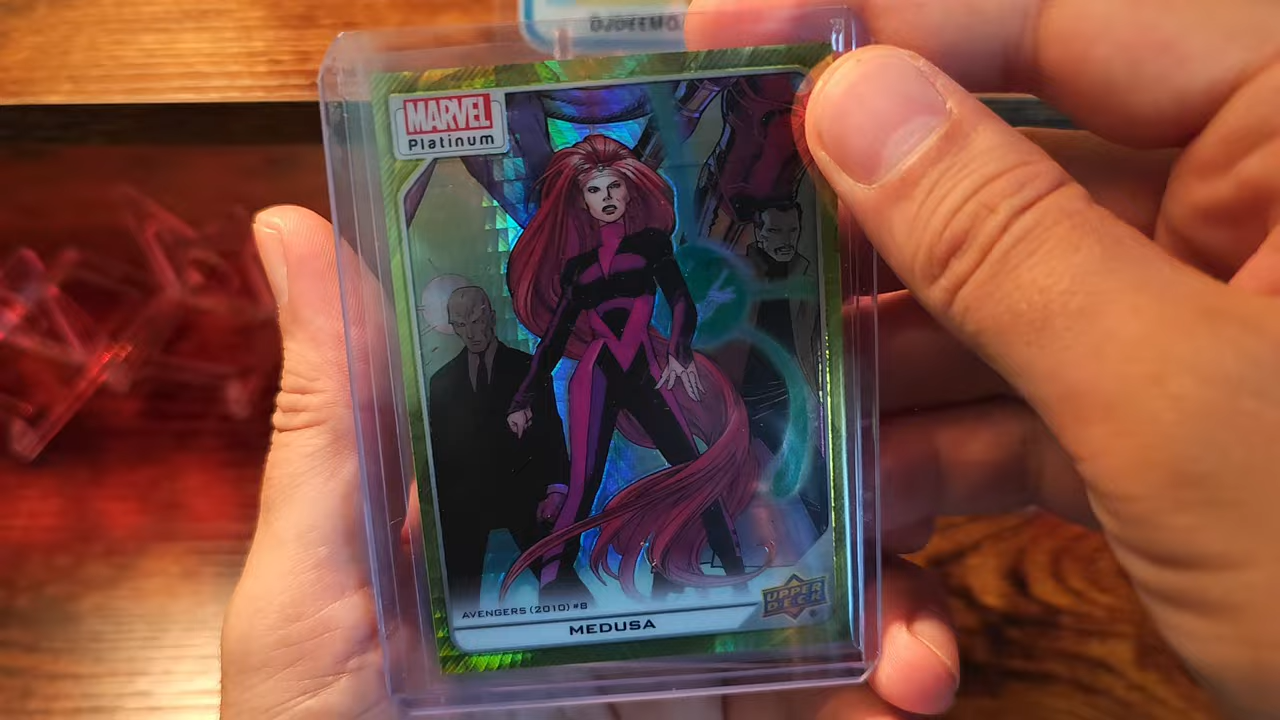 MARVEL
Platinum
AVENGERS (2010) #8
MEDUSA
UPPER
DECK